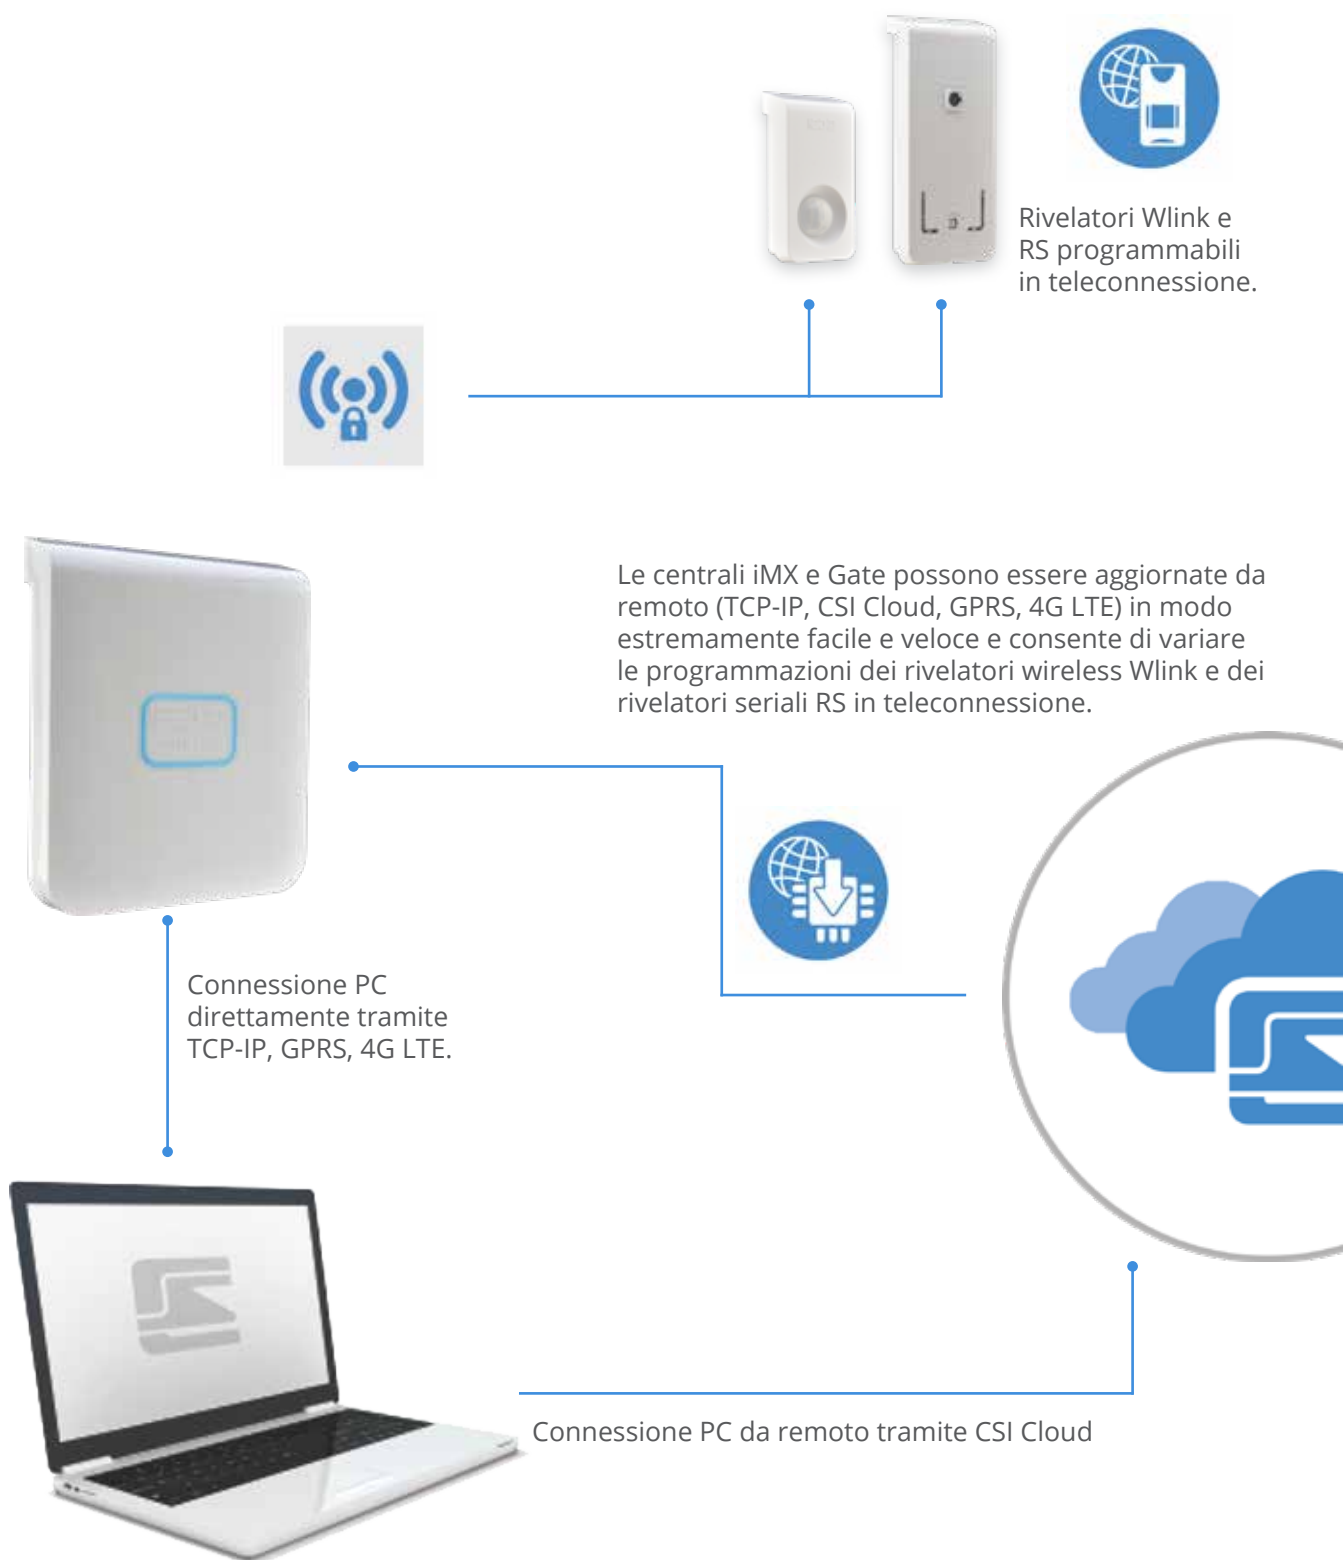 Rivelatori Wlink e
RS programmabili
in teleconnessione.
Le centrali iMX e Gate possono essere aggiornate da
remoto (TCP-IP, CSI Cloud, GPRS, 4G LTE) in modo
estremamente facile e veloce e consente di variare
le programmazioni dei rivelatori wireless Wlink e dei
rivelatori seriali RS in teleconnessione.
Connessione PC
direttamente tramite
TCP-IP, GPRS, 4G LTE.
Connessione PC da remoto tramite CSI Cloud